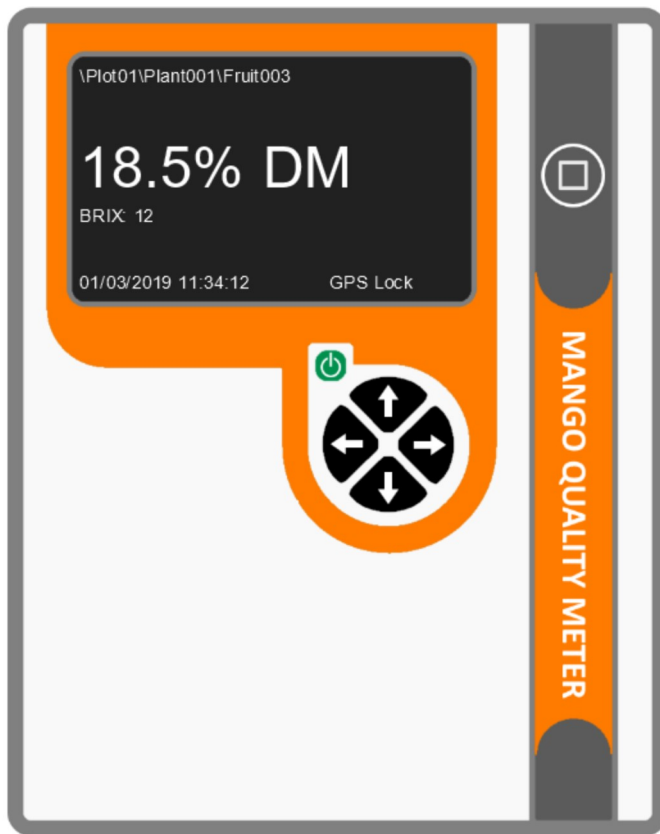 \Plot01\Plant001\Fruit003
18.5% DM
BRIX: 12
01/03/2019 11:34:12 GPS Lock
MANGO QUALITY METER